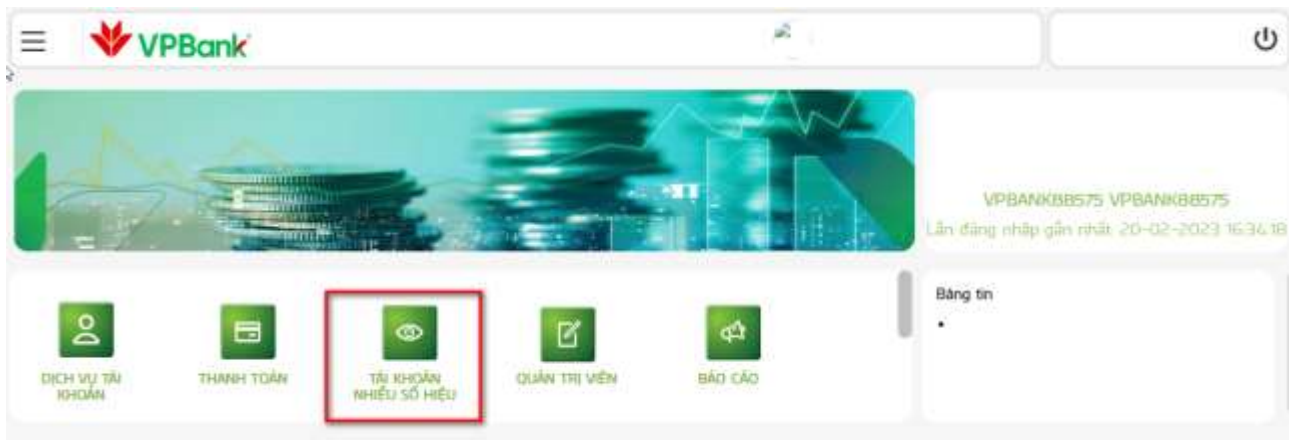 VPBank
VPBANK88575 VPBANK88575
Lần đăng nhập gần nhất: 20-02-2023 16:34:18
DỊCH VỤ TÀI
KHOẢN
THANH TOÁN
TÀI KHOẢN
NHIỀU SỐ HIỆU
QUẢN TRỊ VIÊN
BÁO CÁO
Bảng tin